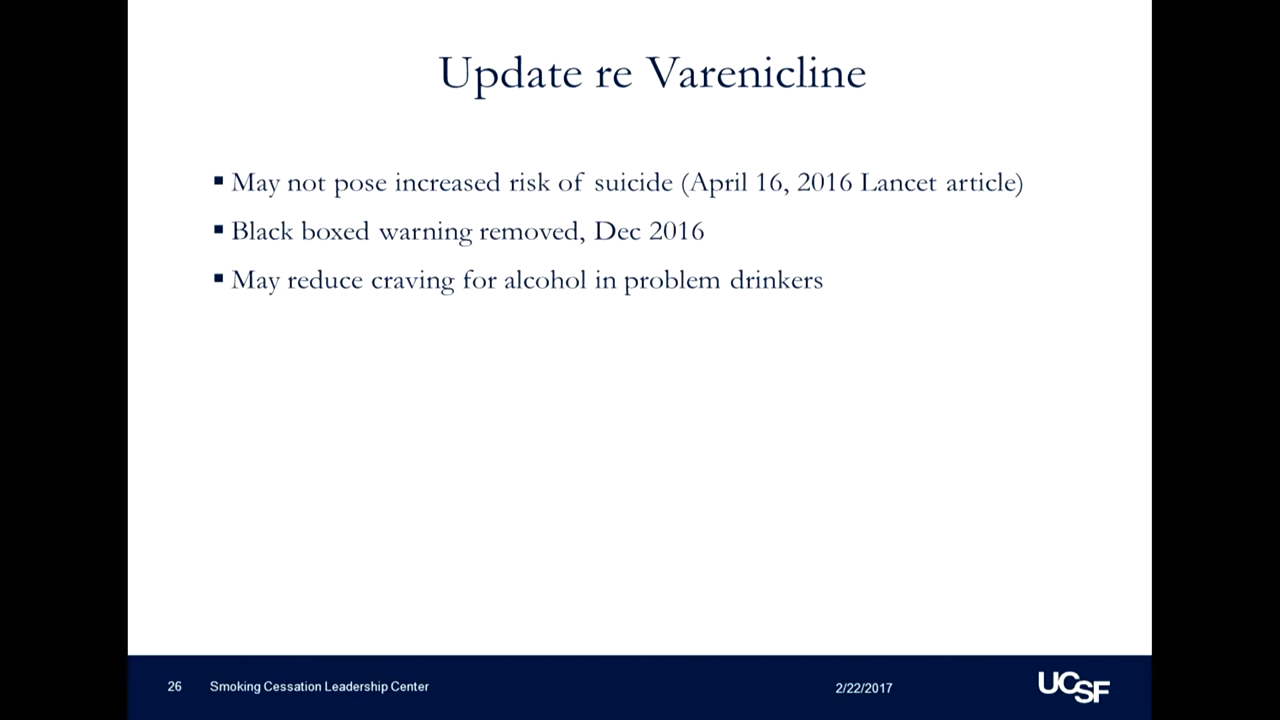 Update re Varenicline
▪ May not pose increased risk of suicide (April 16, 2016 Lancet article)
▪ Black boxed warning removed, Dec 2016
▪ May reduce craving for alcohol in problem drinkers
26 Smoking Cessation Leadership Center 2/22/2017 UCSF